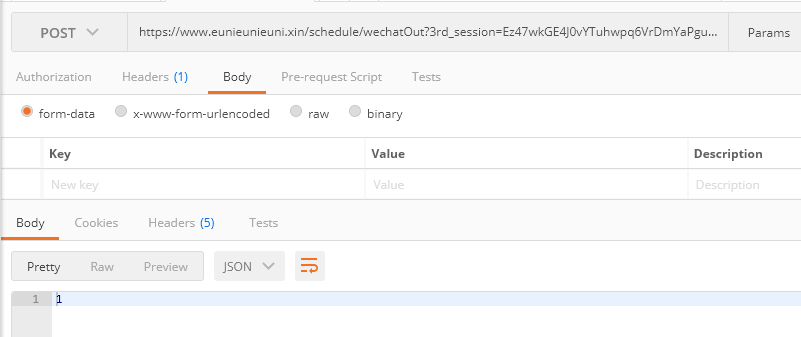 POST https://www.eunieunieuni.xin/schedule/wechatOut?3rd_session=Ez47wkGE4J0vYTuhwpq6VrDmYaPgu... Params
Authorization Headers (1) Body Pre-request Script Tests
form-data x-www-form-urlencoded raw binary
Key Value Description
New key Value Description
Body Cookies Headers (5) Tests
Pretty Raw Preview JSON
1 1